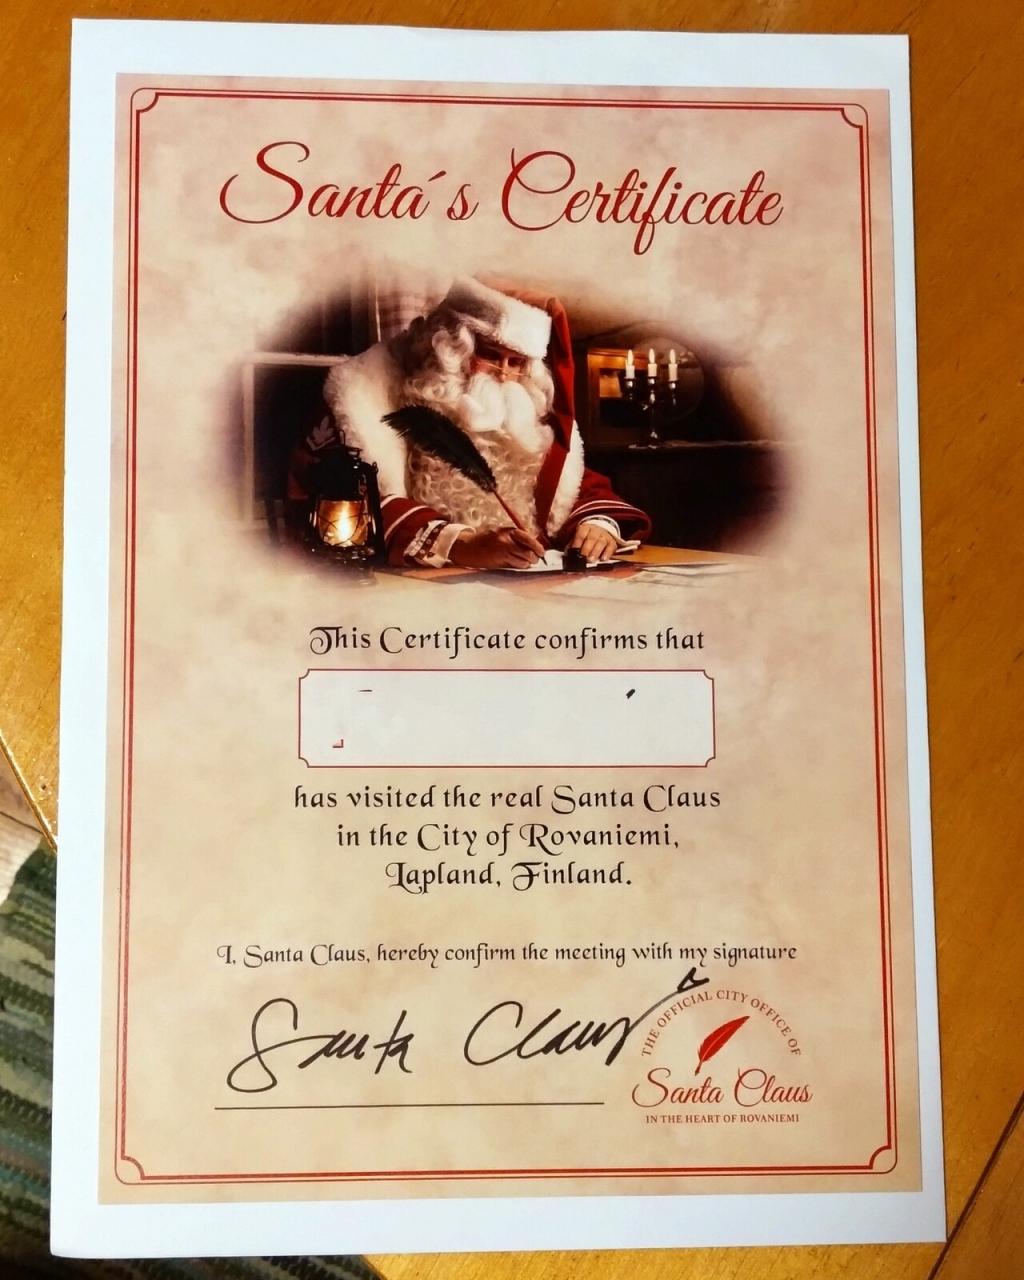 Santa´s Certificate
This Certificate confirms that
has visited the real Santa Claus
in the City of Rovaniemi,
Lapland, Finland.
I, Santa Claus, hereby confirm the meeting with my signature
Santa Claus
THE OFFICIAL CITY OFFICE OF
Santa Claus
IN THE HEART OF ROVANIEMI